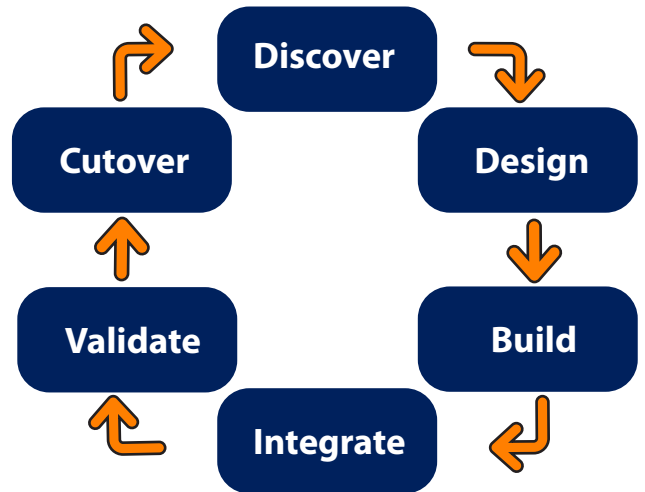 Discover
Design
Build
Integrate
Validate
Cutover